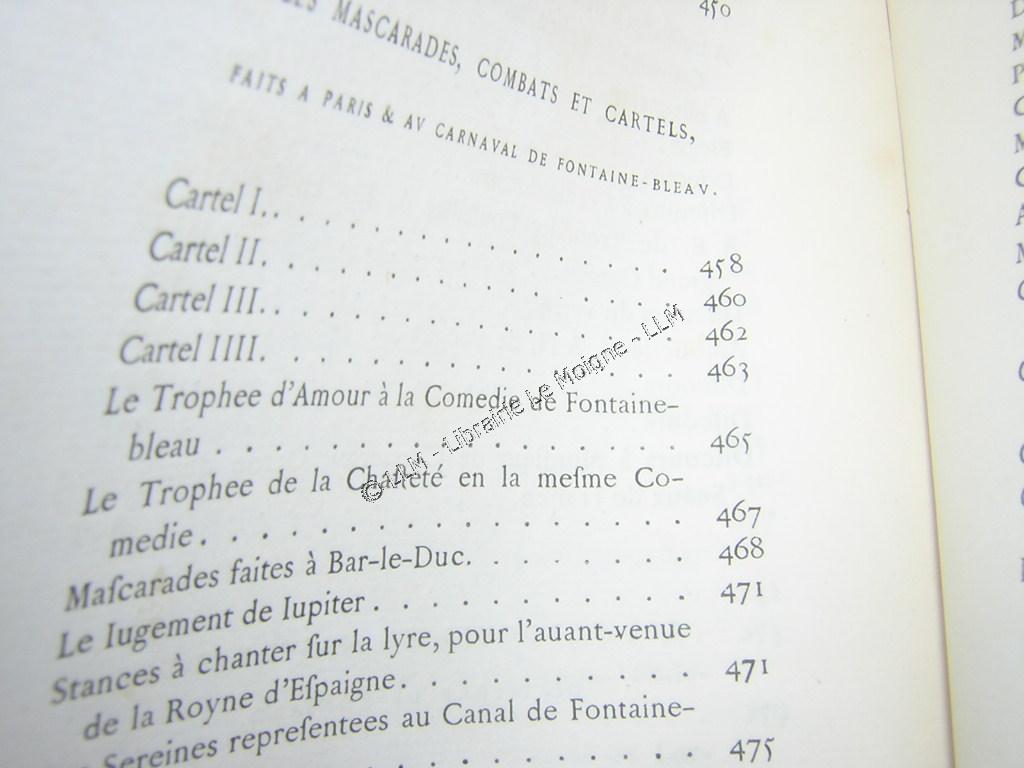 450
MASCARADES, COMBATS ET CARTELS,
FAITS A PARIS & AV CARNAVAL DE FONTAINE-BLEAV.
Cartel I. . . . . . . . . . . . . . . . 458
Cartel II. . . . . . . . . . . . . . . . 460
Cartel III. . . . . . . . . . . . . . . . 462
Cartel IIII. . . . . . . . . . . . . . . . 463
Le Trophee d'Amour à la Comedie de Fontaine-
bleau . . . . . . . . . . . . . . . . 465
Le Trophee de la Chaſteté en la meſme Co-
medie. . . . . . . . . . . . . . . . 467
Maſcarades faites à Bar-le-Duc. . . . . . . . 468
Le Iugement de Iupiter. . . . . . . . . . . 471
Stances à chanter ſur la lyre, pour l'auant-venue
de la Royne d'Eſpaigne. . . . . . . . . . 471
Sereines repreſentees au Canal de Fontaine-
. . . . . . . . 475
© LLM - Librairie Le Moigne - LLM